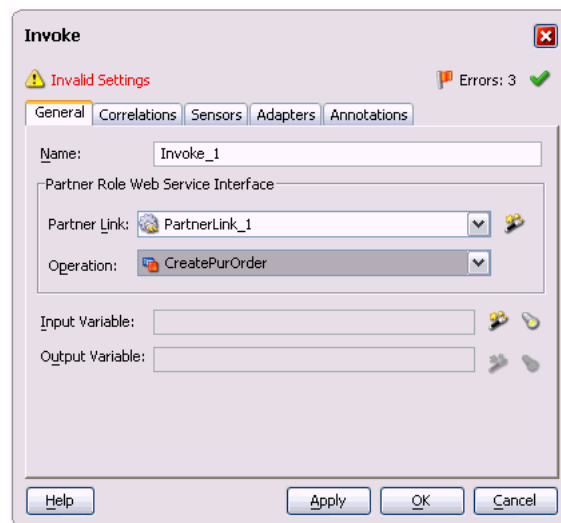 Invoke
Invalid Settings
Errors: 3
General Correlations Sensors Adapters Annotations
Name: Invoke_1
Partner Role Web Service Interface
Partner Link: PartnerLink_1
Operation: CreatePurOrder
Input Variable:
Output Variable:
Help Apply OK Cancel